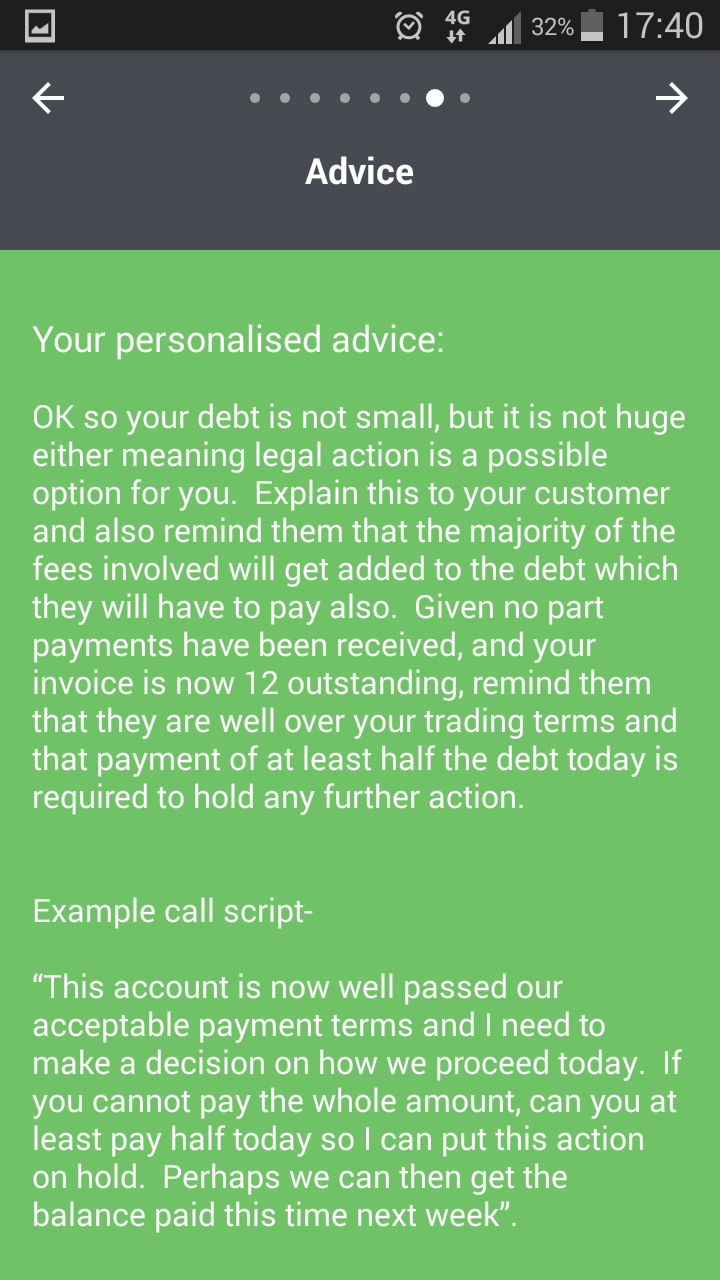 4G 32% 17:40
Advice
Your personalised advice:
OK so your debt is not small, but it is not huge
either meaning legal action is a possible
option for you.  Explain this to your customer
and also remind them that the majority of the
fees involved will get added to the debt which
they will have to pay also.  Given no part
payments have been received, and your
invoice is now 12 outstanding, remind them
that they are well over your trading terms and
that payment of at least half the debt today is
required to hold any further action.
Example call script-
“This account is now well passed our
acceptable payment terms and I need to
make a decision on how we proceed today.  If
you cannot pay the whole amount, can you at
least pay half today so I can put this action
on hold.  Perhaps we can then get the
balance paid this time next week”.